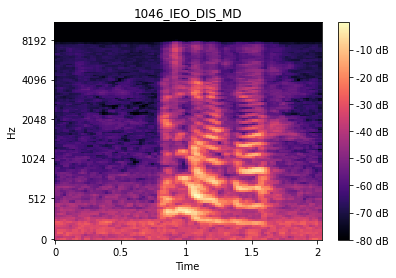 1046_IEO_DIS_MD
8192
4096
2048
1024
512
0
Hz
0
0.5
1
1.5
2
Time
-10 dB
-20 dB
-30 dB
-40 dB
-50 dB
-60 dB
-70 dB
-80 dB